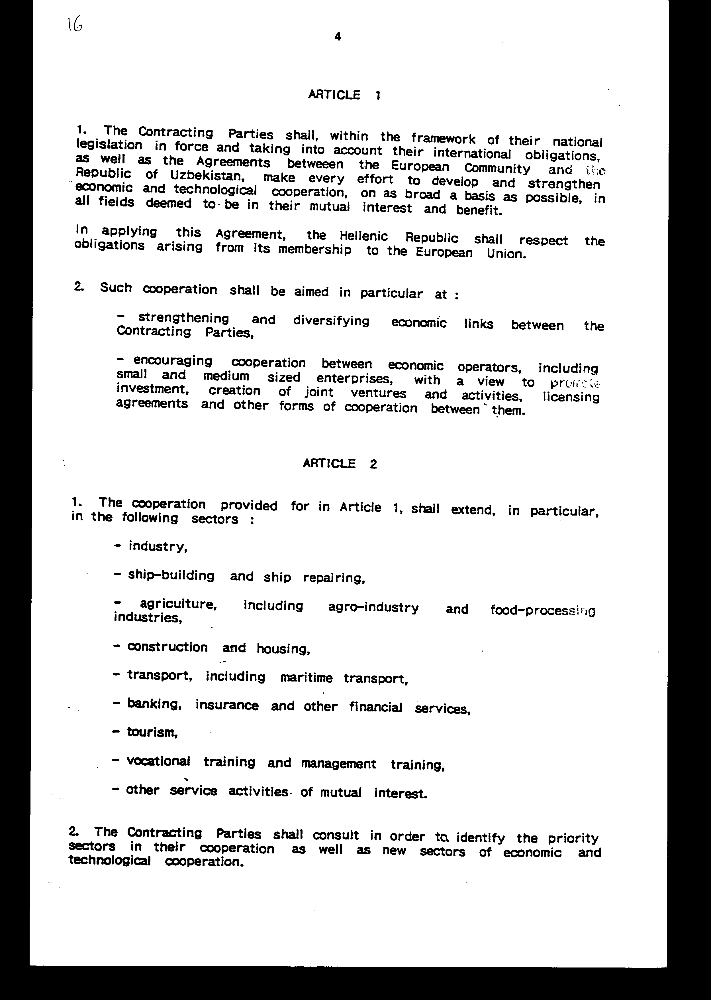 16
4
ARTICLE 1
1. The Contracting Parties shall, within the framework of their national
legislation in force and taking into account their international obligations,
as well as the Agreements betweeen the European Community and the
Republic of Uzbekistan, make every effort to develop and strengthen
economic and technological cooperation, on as broad a basis as possible, in
all fields deemed to be in their mutual interest and benefit.
In applying this Agreement, the Hellenic Republic shall respect the
obligations arising from its membership to the European Union.
2. Such cooperation shall be aimed in particular at :
- strengthening and diversifying economic links between the
Contracting Parties,
- encouraging cooperation between economic operators, including
small and medium sized enterprises, with a view to promote
investment, creation of joint ventures and activities, licensing
agreements and other forms of cooperation between them.
ARTICLE 2
1. The cooperation provided for in Article 1, shall extend, in particular,
in the following sectors :
- industry,
- ship-building and ship repairing,
- agriculture, including agro-industry and food-processing
industries,
- construction and housing,
- transport, including maritime transport,
- banking, insurance and other financial services,
- tourism,
- vocational training and management training,
- other service activities of mutual interest.
2. The Contracting Parties shall consult in order to identify the priority
sectors in their cooperation as well as new sectors of economic and
technological cooperation.